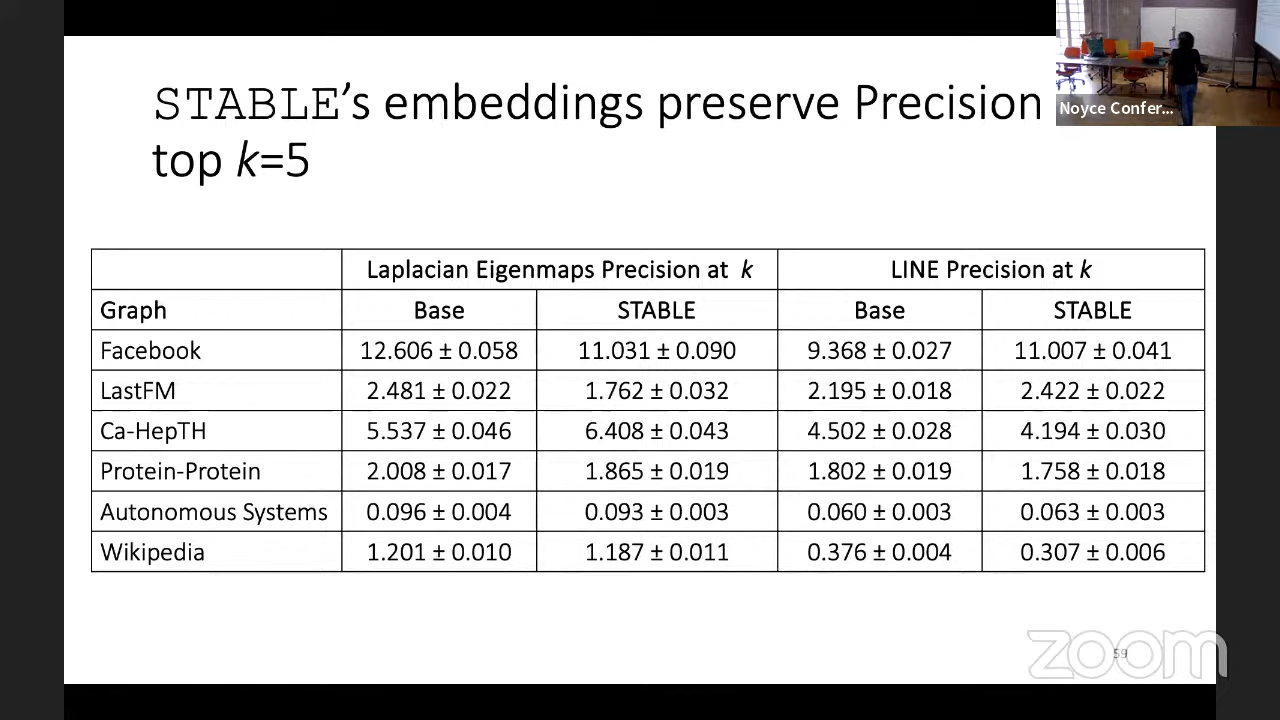 STABLE’s embeddings preserve Precision
top k=5
Noyce Confer...
Laplacian Eigenmaps Precision at k LINE Precision at k
Graph Base STABLE Base STABLE
Facebook 12.606 ± 0.058 11.031 ± 0.090 9.368 ± 0.027 11.007 ± 0.041
LastFM 2.481 ± 0.022 1.762 ± 0.032 2.195 ± 0.018 2.422 ± 0.022
Ca-HepTH 5.537 ± 0.046 6.408 ± 0.043 4.502 ± 0.028 4.194 ± 0.030
Protein-Protein 2.008 ± 0.017 1.865 ± 0.019 1.802 ± 0.019 1.758 ± 0.018
Autonomous Systems 0.096 ± 0.004 0.093 ± 0.003 0.060 ± 0.003 0.063 ± 0.003
Wikipedia 1.201 ± 0.010 1.187 ± 0.011 0.376 ± 0.004 0.307 ± 0.006
59
zoom